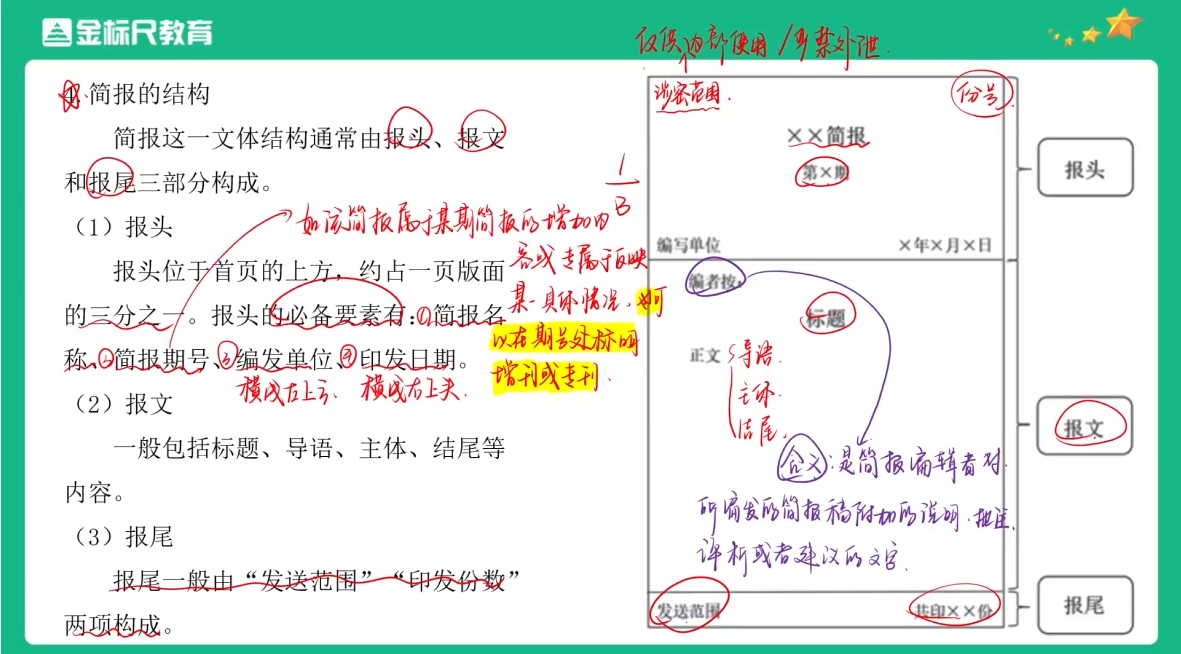 金标尺教育
4.简报的结构
简报这一文体结构通常由报头、报文
和报尾三部分构成。
（1）报头
报头位于首页的上方，约占一页版面
的三分之一。报头的必备要素有：①简报名
称、②简报期号、③编发单位、④印发日期。
横线左上方、 横线右上头.
（2）报文
一般包括标题、导语、主体、结尾等
内容。
（3）报尾
报尾一般由“发送范围”“印发份数”
两项构成。
1/3
如该简报属于某期简报的增加内
容或专属于反映
某一具体情况，也可
以在期号处标明
增刊或专刊.
仅供内部使用/严禁外泄.
涉密范围.
份号
××简报
第×期
编写单位
×年×月×日
编者按：
标题
正文
导语.
主体.
结尾.
含义：是简报编辑者对
所编发的简报稿附加的说明、批注、
评析或者建议的文字.
发送范围
共印××份
报头
报文
报尾